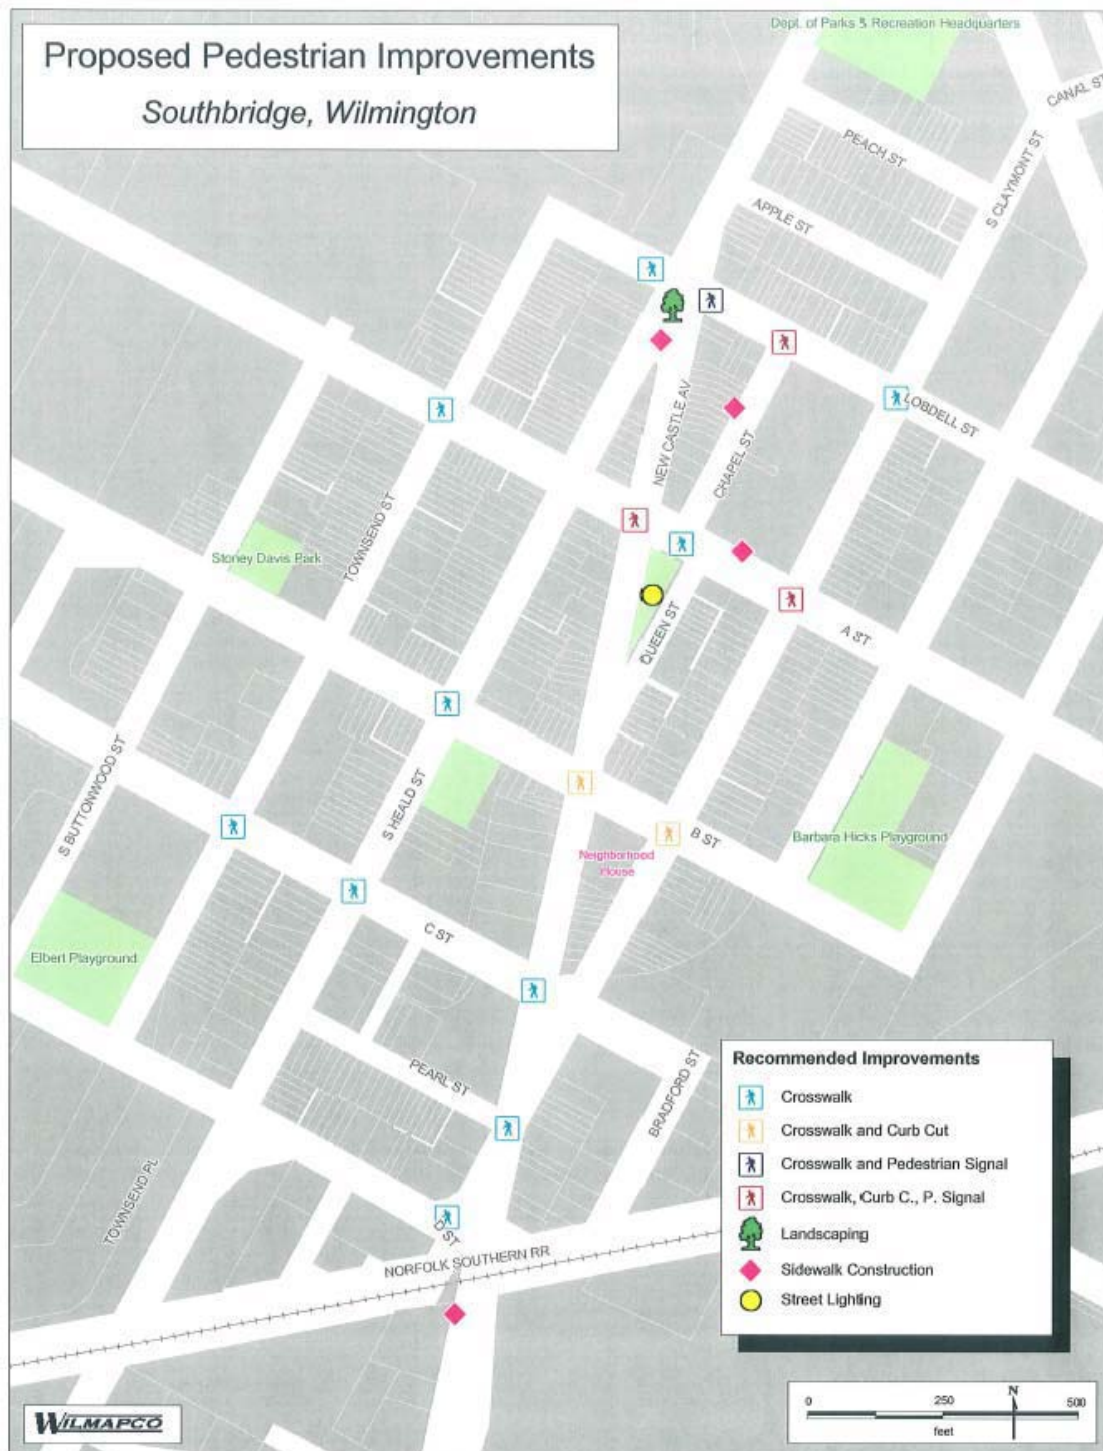 Proposed Pedestrian Improvements
Southbridge, Wilmington
Dept. of Parks & Recreation Headquarters
CANAL ST
PEACH ST
S CLAYMONT ST
APPLE ST
LOBDELL ST
NEW CASTLE AV
CHAPEL ST
TOWNSEND ST
Stoney Davis Park
QUEEN ST
A ST
S BUTTONWOOD ST
S HEALD ST
B ST
Barbara Hicks Playground
Neighborhood
House
C ST
Elbert Playground
PEARL ST
BRADFORD ST
TOWNSEND PL
D ST
NORFOLK SOUTHERN RR
Recommended Improvements
Crosswalk
Crosswalk and Curb Cut
Crosswalk and Pedestrian Signal
Crosswalk, Curb C., P. Signal
Landscaping
Sidewalk Construction
Street Lighting
WILMAPCO
N
0 250 500
feet